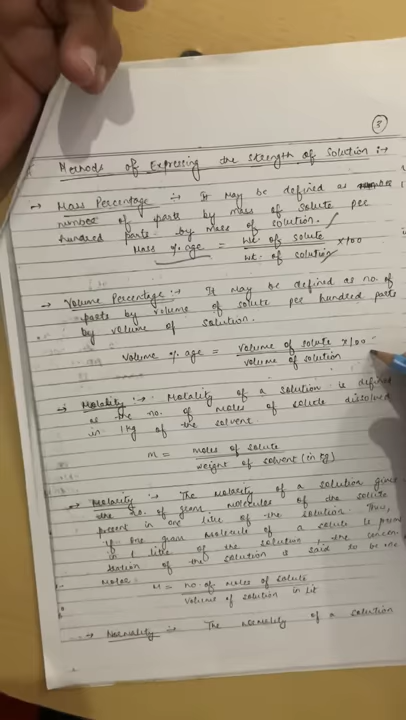 3
Methods of Expressing the strength of Solution :→
→ Mass Percentage :→ It may be defined as
number of parts by mass of solute per
hundred parts by mass of solution.
Mass % age = wt. of solute × 100
wt. of solution
→ Volume Percentage :→ It may be defined as no. of
parts by volume of solute per hundred parts
by volume of solution.
Volume % age = volume of solute × 100
volume of solution
→ Molality :→ Molality of a solution is defined
as the no. of moles of solute dissolved
in 1 kg of the solvent.
m = moles of solute
weight of solvent (in kg)
→ Molarity :→ The Molarity of a solution gives
the no. of gram molecules of the solute
present in one litre of the solution. Thus,
if one gram molecule of a solute is present
in 1 litre of the solution, the concen
tration of the solution is said to be one
molar.
M = no. of moles of solute
Volume of solution in lit
→ Normality :→ The normality of a solution